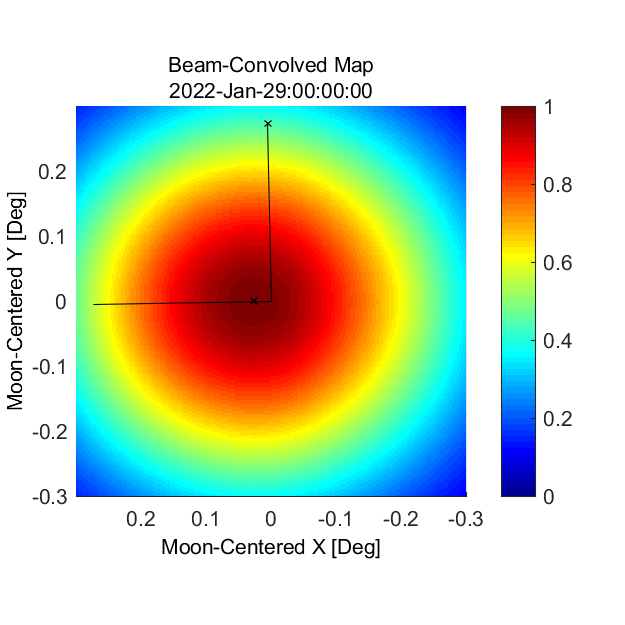 Beam-Convolved Map
2022-Jan-29:00:00:00:00
Moon-Centered Y [Deg]
0.2
0.1
0
-0.1
-0.2
-0.3
0.2 0.1 0 -0.1 -0.2 -0.3
Moon-Centered X [Deg]
1
0.8
0.6
0.4
0.2
0